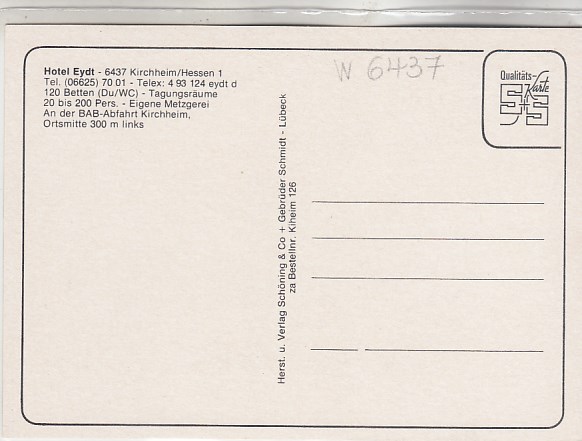 Hotel Eydt - 6437 Kirchheim/Hessen 1
Tel. (06625) 70 01 - Telex: 4 93 124 eydt d
120 Betten (Du/WC) - Tagungsräume
20 bis 200 Pers. - Eigene Metzgerei
An der BAB-Abfahrt Kirchheim,
Ortsmitte 300 m links
W 6437
Qualitäts-
Karte
S+S
Herst. u. Verlag Schöning & Co + Gebrüder Schmidt - Lübeck
za Bestellnr. Kiheim 126